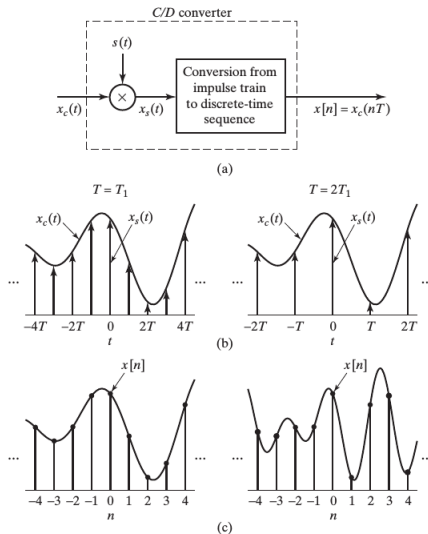 C/D converter
s(t)
×
Conversion from
impulse train
to discrete-time
sequence
x_c(t) x_s(t) x[n] = x_c(nT)
(a)
T = T₁ T = 2T₁
x_c(t) x_s(t) x_c(t) x_s(t)
... ... ... ..
−4T −2T 0 2T 4T −2T −T 0 T 2T
t t
(b)
x[n] x[n]
... ... ... ..
−4 −3 −2 −1 0 1 2 3 4 −4 −3 −2 −1 0 1 2 3 4
n n
(c)